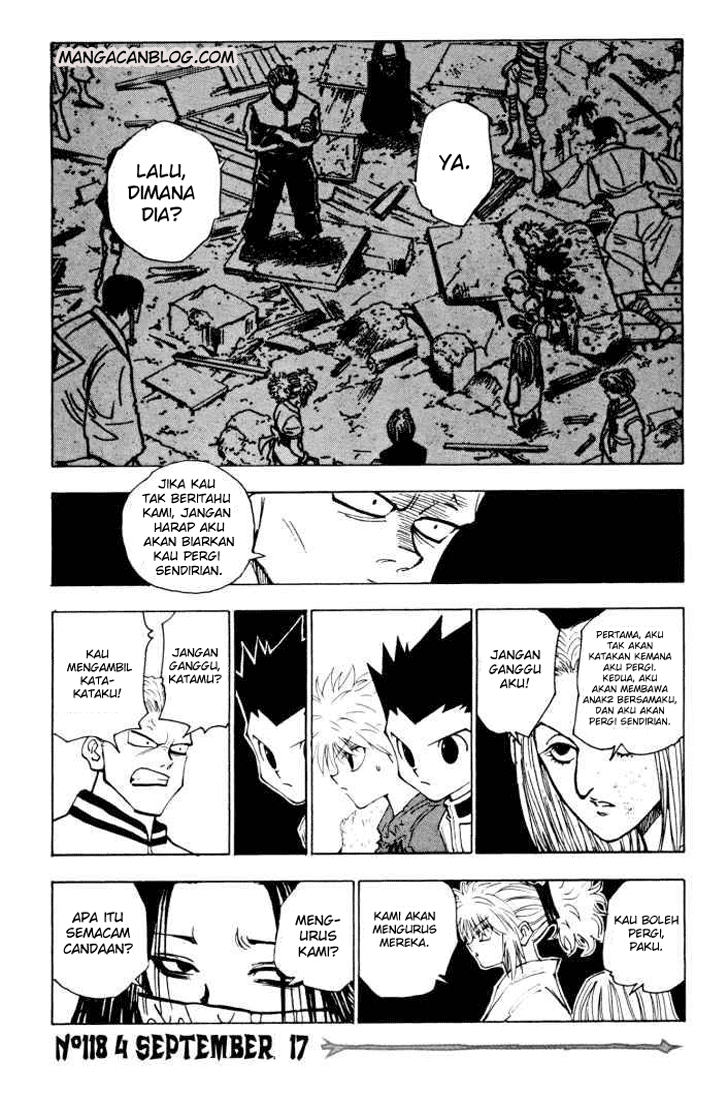 MANGACANBLOG.COM
YA.
LALU,
DIMANA
DIA?
JIKA KAU
TAK BERITAHU
KAMI, JANGAN
HARAP AKU
AKAN BIARKAN
KAU PERGI
SENDIRIAN.
PERTAMA, AKU
TAK AKAN
KATAKAN KEMANA
AKU PERGI.
KEDUA, AKU
AKAN MEMBAWA
ANAK2 BERSAMAKU,
DAN AKU AKAN
PERGI SENDIRIAN.
JANGAN
GANGGU
AKU!
JANGAN
GANGGU,
KATAMU?
KAU
MENGAMBIL
KATA-
KATAKU!
KAU BOLEH
PERGI,
PAKU.
KAMI AKAN
MENGURUS
MEREKA.
MENG-
URUS
KAMI?
APA ITU
SEMACAM
CANDAAN?
Nº118 4 SEPTEMBER 17